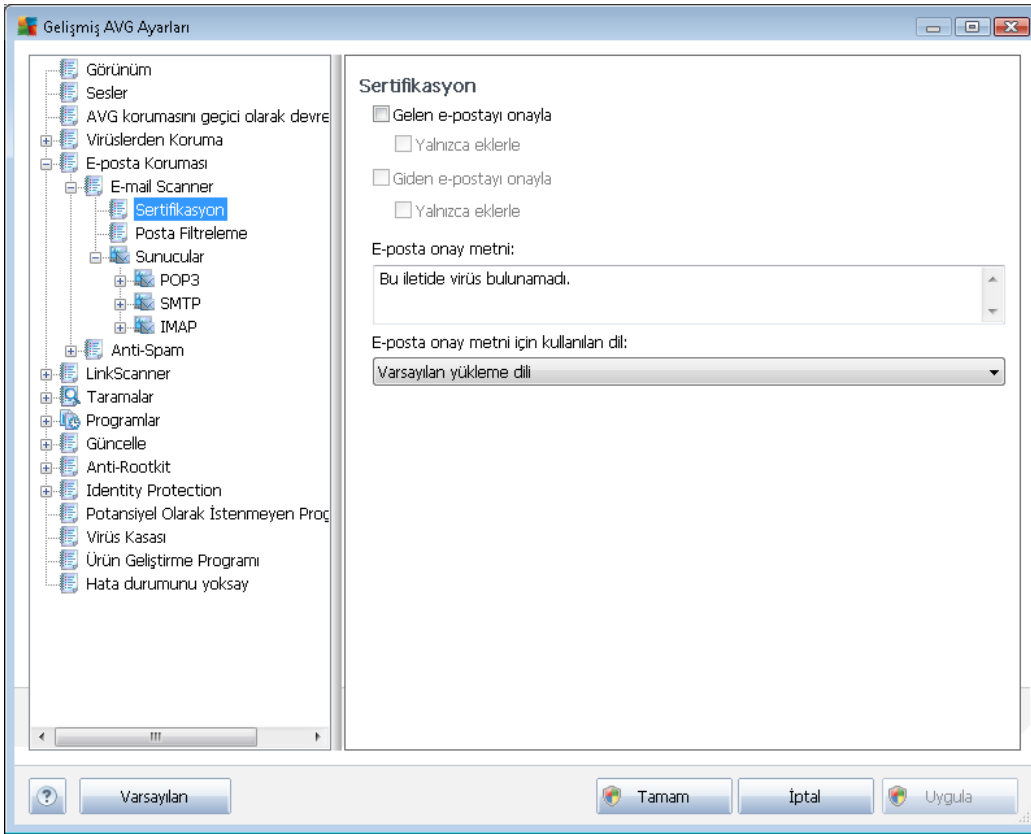 Gelişmiş AVG Ayarları
Görünüm
Sesler
AVG korumasını geçici olarak devre
Virüslerden Koruma
E-posta Koruması
E-mail Scanner
Sertifikasyon
Posta Filtreleme
Sunucular
POP3
SMTP
IMAP
Anti-Spam
LinkScanner
Taramalar
Programlar
Güncelle
Anti-Rootkit
Identity Protection
Potansiyel Olarak İstenmeyen Prog
Virüs Kasası
Ürün Geliştirme Programı
Hata durumunu yoksay
Sertifikasyon
Gelen e-postayı onayla
Yalnızca eklerle
Giden e-postayı onayla
Yalnızca eklerle
E-posta onay metni:
Bu iletide virüs bulunamadı.
E-posta onay metni için kullanılan dil:
Varsayılan yükleme dili
? Varsayılan Tamam İptal Uygula